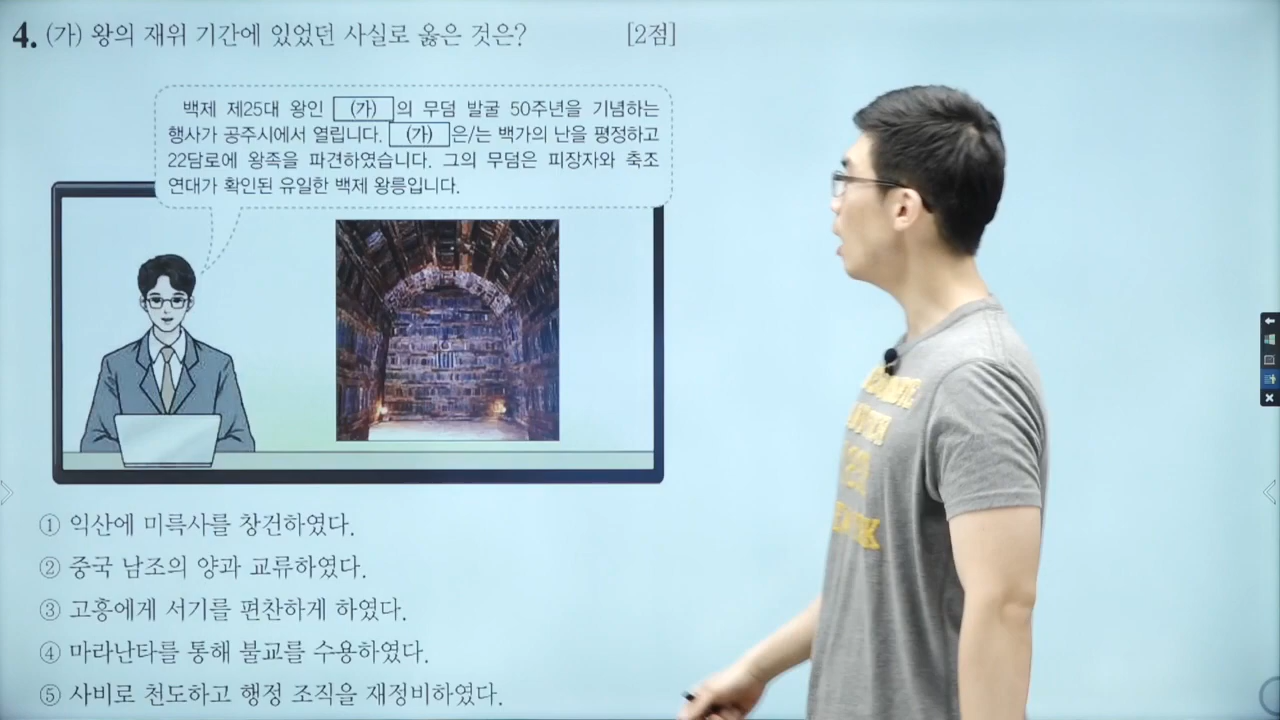 4. (가) 왕의 재위 기간에 있었던 사실로 옳은 것은? [2점]
백제 제25대 왕인 (가) 의 무덤 발굴 50주년을 기념하는
행사가 공주시에서 열립니다. (가) 은/는 백가의 난을 평정하고
22담로에 왕족을 파견하였습니다. 그의 무덤은 피장자와 축조
연대가 확인된 유일한 백제 왕릉입니다.
① 익산에 미륵사를 창건하였다.
② 중국 남조의 양과 교류하였다.
③ 고흥에게 서기를 편찬하게 하였다.
④ 마라난타를 통해 불교를 수용하였다.
⑤ 사비로 천도하고 행정 조직을 재정비하였다.